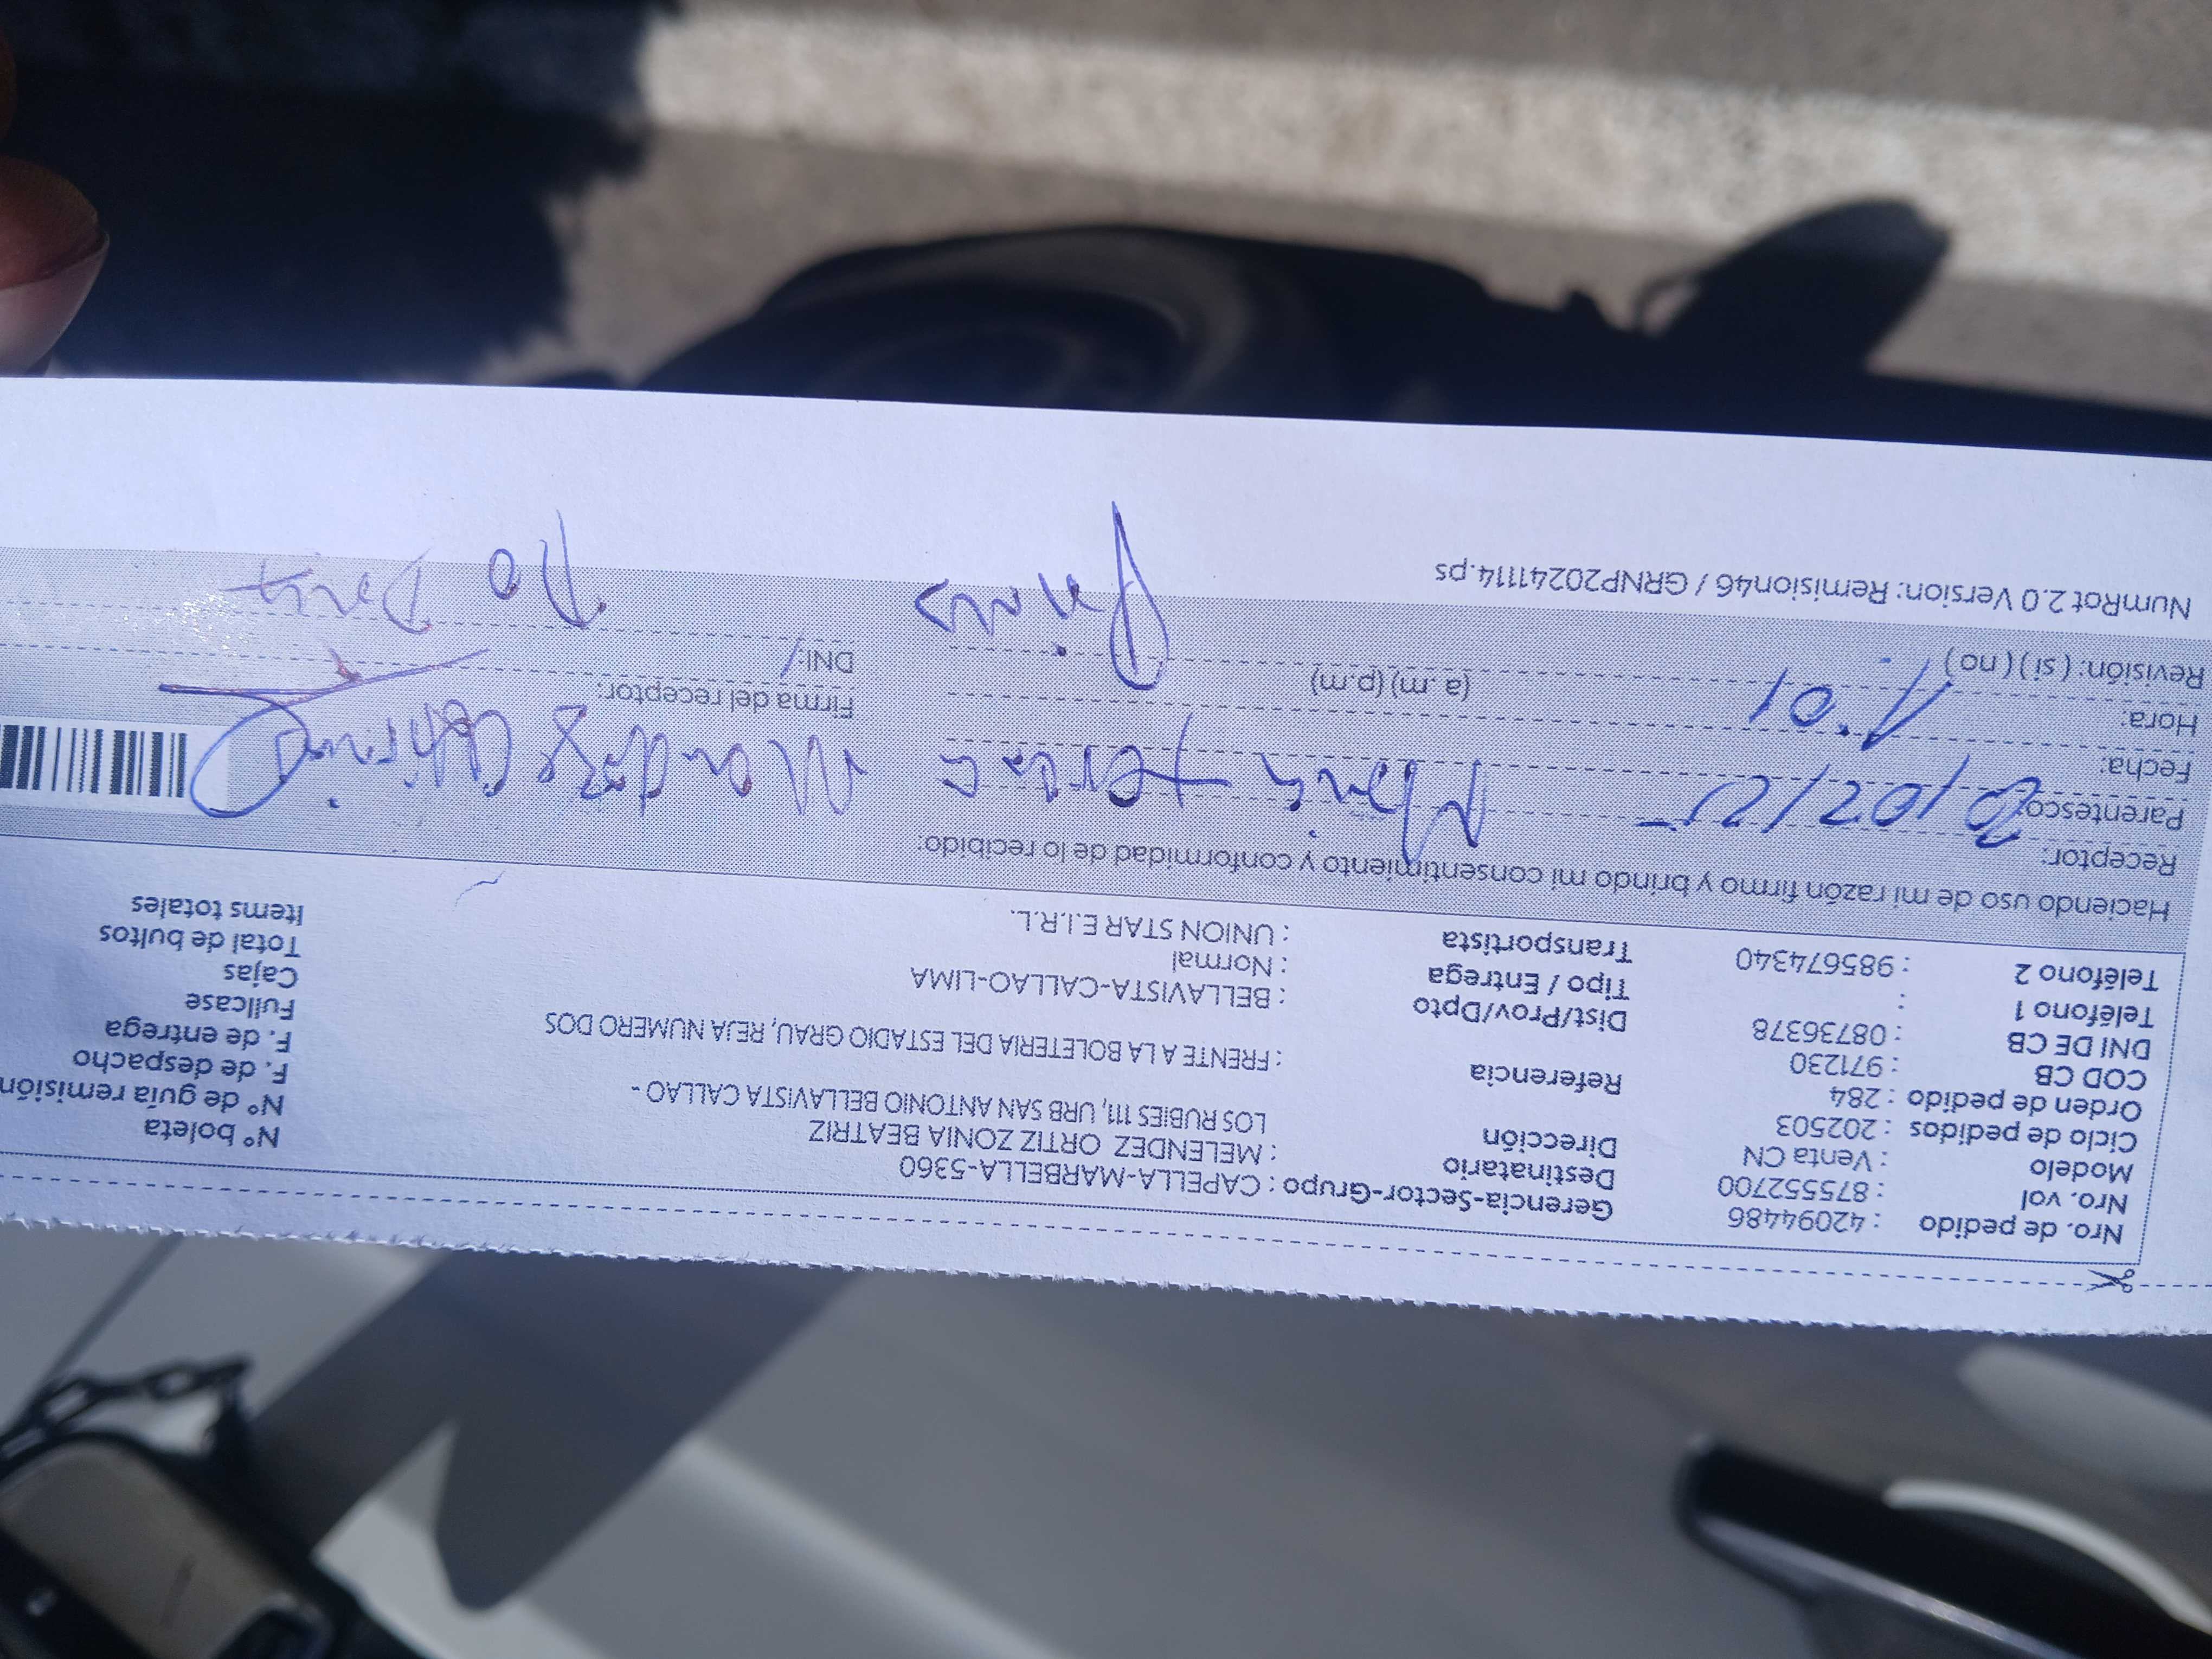 Nro. de pedido : 42094486 Gerencia-Sector-Grupo : CAPELLA-MARBELLA-5360
Nro. vol : 875552700 Destinatario : MELENDEZ ORTIZ ZONIA BEATRIZ N° boleta
Modelo : Venta CN Dirección LOS RUBIES 111, URB SAN ANTONIO BELLAVISTA CALLAO - N° de guía remisión
Ciclo de pedidos : 202503 F. de despacho
Orden de pedido : 284 Referencia : FRENTE A LA BOLETERIA DEL ESTADIO GRAU, REJA NUMERO DOS F. de entrega
COD CB : 971230 Dist/Prov/Dpto : BELLAVISTA-CALLAO-LIMA Fullcase
DNI DE CB : 08736378 Tipo / Entrega : Normal Cajas
Teléfono 1 : Transportista : UNION STAR E.I.R.L. Total de bultos
Teléfono 2 : 985674340 Items totales
Haciendo uso de mi razón firmo y brindo mi consentimiento y conformidad de lo recibido:
Receptor:
Parentesco:
Fecha:
Hora: 1:01 (a.m) (p.m) Firma del receptor:
Revisión: ( si ) ( no ) DNI:
No
NumRot 2.0 Version: Remision46 / GRNP20241114.ps